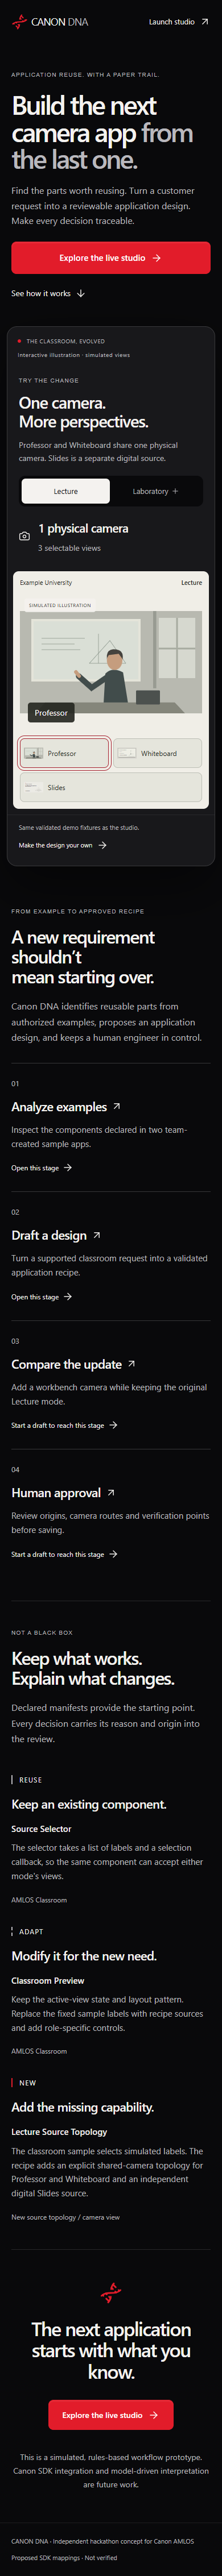 CANON DNA
Launch studio
APPLICATION REUSE. WITH A PAPER TRAIL.
Build the next
camera app from
the last one.
Find the parts worth reusing. Turn a customer
request into a reviewable application design.
Make every decision traceable.
Explore the live studio
See how it works
THE CLASSROOM, EVOLVED
Interactive illustration · simulated views
TRY THE CHANGE
One camera.
More perspectives.
Professor and Whiteboard share one physical
camera. Slides is a separate digital source.
Lecture
Laboratory
1 physical camera
3 selectable views
Example University
Lecture
SIMULATED ILLUSTRATION
Professor
Professor
Whiteboard
Slides
Same validated demo fixtures as the studio.
Make the design your own
FROM EXAMPLE TO APPROVED RECIPE
A new requirement
shouldn't
mean starting over.
Canon DNA identifies reusable parts from
authorized examples, proposes an application
design, and keeps a human engineer in control.
01
Analyze examples
Inspect the components declared in two team-
created sample apps.
Open this stage
02
Draft a design
Turn a supported classroom request into a validated
application recipe.
Open this stage
03
Compare the update
Add a workbench camera while keeping the original
Lecture mode.
Start a draft to reach this stage
04
Human approval
Review origins, camera routes and verification points
before saving.
Start a draft to reach this stage
NOT A BLACK BOX
Keep what works.
Explain what changes.
Declared manifests provide the starting point.
Every decision carries its reason and origin into
the review.
REUSE
Keep an existing component.
Source Selector
The selector takes a list of labels and a selection
callback, so the same component can accept either
mode's views.
AMLOS Classroom
ADAPT
Modify it for the new need.
Classroom Preview
Keep the active-view state and layout pattern.
Replace the fixed sample labels with recipe sources
and add role-specific controls.
AMLOS Classroom
NEW
Add the missing capability.
Lecture Source Topology
The classroom sample selects simulated labels. The
recipe adds an explicit shared-camera topology for
Professor and Whiteboard and an independent
digital Slides source.
New source topology / camera view
The next application
starts with what you
know.
Explore the live studio
This is a simulated, rules-based workflow prototype.
Canon SDK integration and model-driven interpretation
are future work.
CANON DNA · Independent hackathon concept for Canon AMLOS
Proposed SDK mappings · Not verified